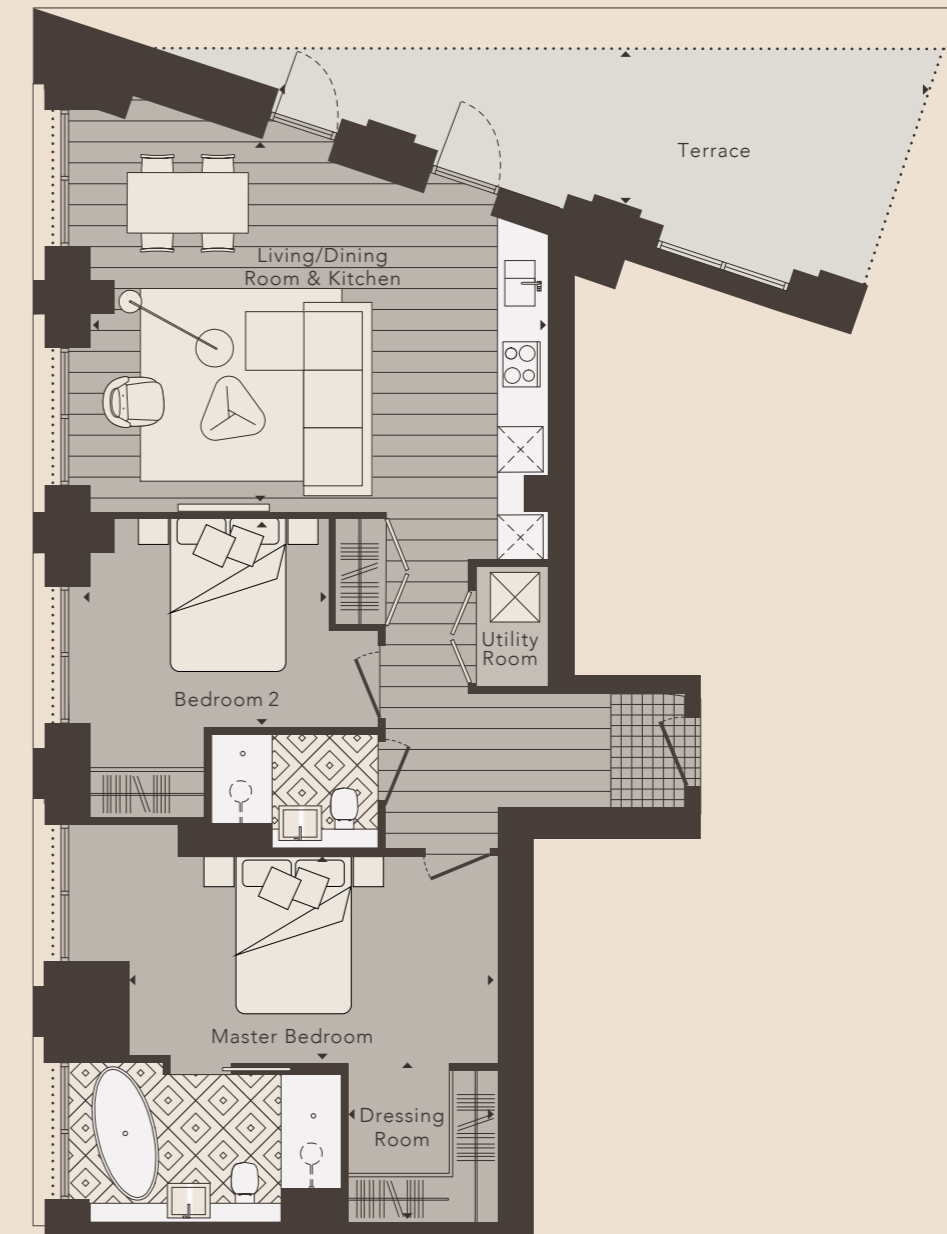 Terrace
Living/Dining
Room & Kitchen
Utility
Room
Bedroom 2
Master Bedroom
Dressing
Room